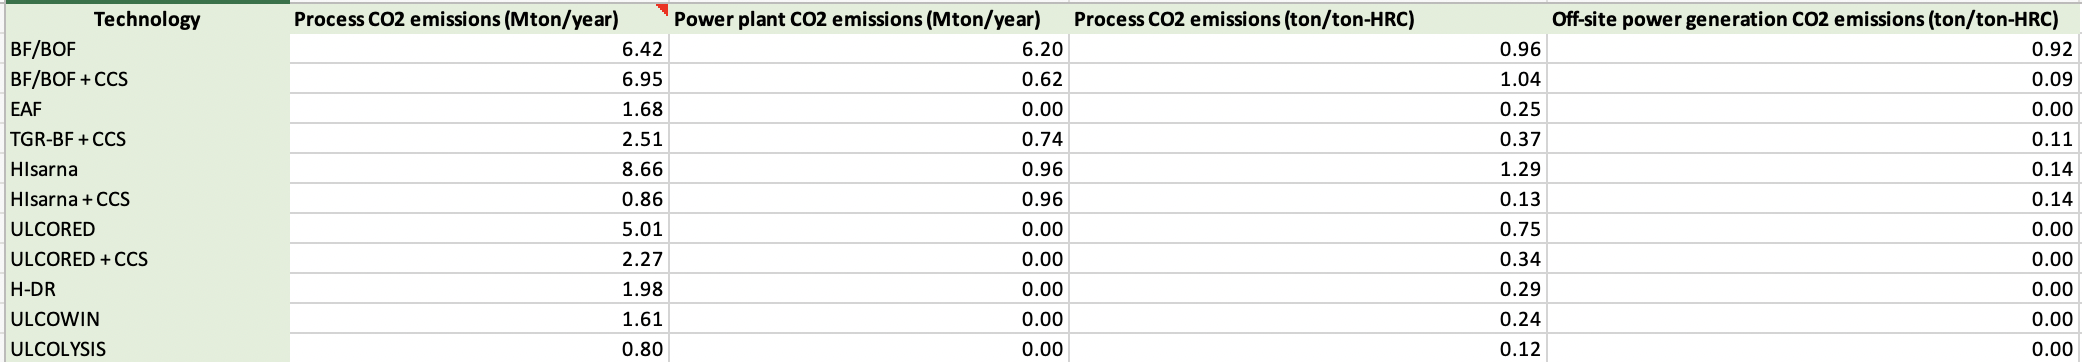 Technology Process CO2 emissions (Mton/year) Power plant CO2 emissions (Mton/year) Process CO2 emissions (ton/ton-HRC) Off-site power generation CO2 emissions (ton/ton-HRC)
BF/BOF 6.42 6.20 0.96 0.92
BF/BOF + CCS 6.95 0.62 1.04 0.09
EAF 1.68 0.00 0.25 0.00
TGR-BF + CCS 2.51 0.74 0.37 0.11
HIsarna 8.66 0.96 1.29 0.14
HIsarna + CCS 0.86 0.96 0.13 0.14
ULCORED 5.01 0.00 0.75 0.00
ULCORED + CCS 2.27 0.00 0.34 0.00
H-DR 1.98 0.00 0.29 0.00
ULCOWIN 1.61 0.00 0.24 0.00
ULCOLYSIS 0.80 0.00 0.12 0.00